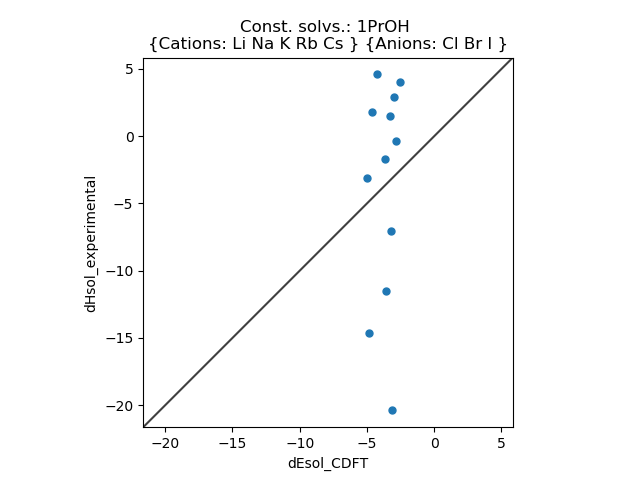 Const. solvs.: 1PrOH
{Cations: Li Na K Rb Cs } {Anions: Cl Br I }
5
0
−5
−10
−15
−20
dHsol_experimental
−20 −15 −10 −5 0 5
dEsol_CDFT